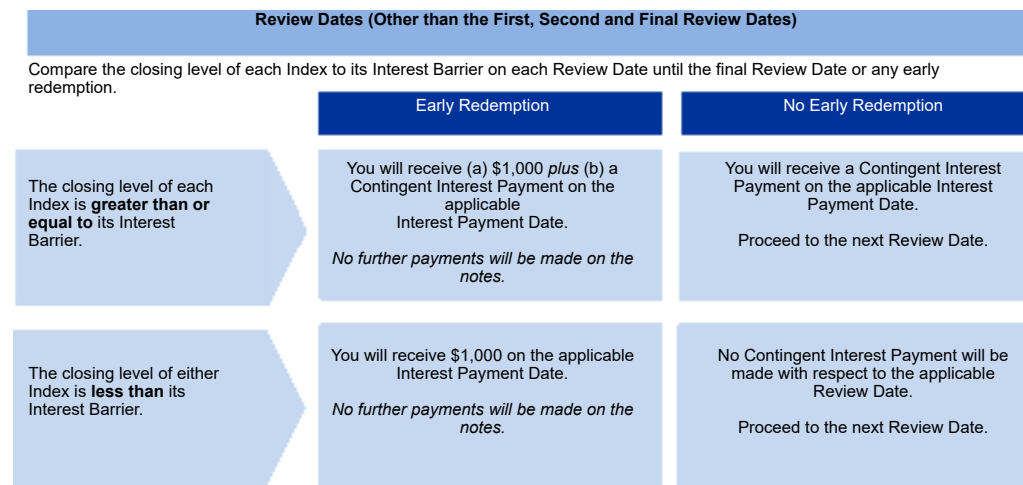 Review Dates (Other than the First, Second and Final Review Dates)
Compare the closing level of each Index to its Interest Barrier on each Review Date until the final Review Date or any early
redemption.
Early Redemption
No Early Redemption
The closing level of each
Index is greater than or
equal to its Interest
Barrier.
You will receive (a) $1,000 plus (b) a
Contingent Interest Payment on the
applicable
Interest Payment Date.
No further payments will be made on the
notes.
You will receive a Contingent Interest
Payment on the applicable Interest
Payment Date.
Proceed to the next Review Date.
The closing level of either
Index is less than its
Interest Barrier.
You will receive $1,000 on the applicable
Interest Payment Date.
No further payments will be made on the
notes.
No Contingent Interest Payment will be
made with respect to the applicable
Review Date.
Proceed to the next Review Date.